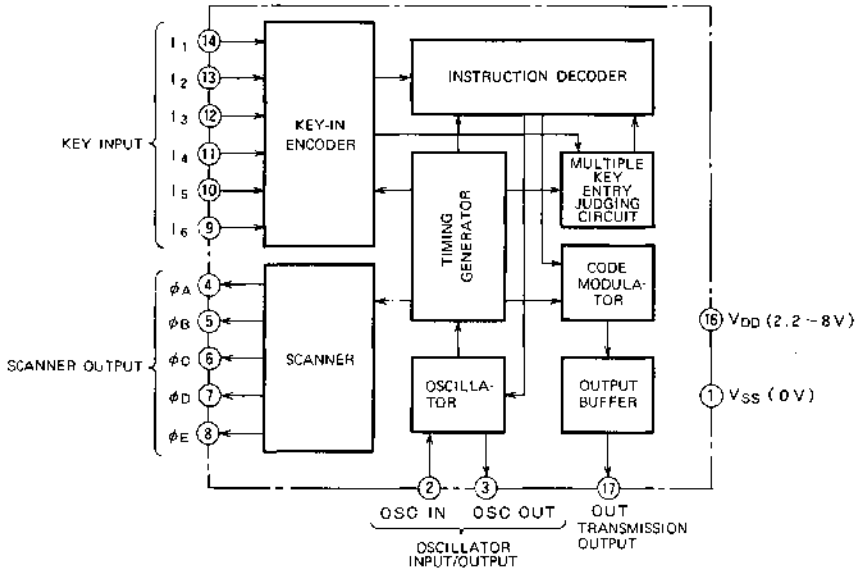 KEY INPUT
I1 14
I2 13
I3 12
I4 11
I5 10
I6 9
KEY-IN
ENCODER
INSTRUCTION DECODER
MULTIPLE
KEY
ENTRY
JUDGING
CIRCUIT
TIMING
GENERATOR
CODE
MODULA-
TOR
SCANNER OUTPUT
φA 4
φB 5
φC 6
φD 7
φE 8
SCANNER
OSCILLA-
TOR
OUTPUT
BUFFER
16 VDD (2.2~8V)
1 VSS (0V)
2 3 17
OSC IN OSC OUT OUT
TRANSMISSION
OUTPUT
OSCILLATOR
INPUT/OUTPUT